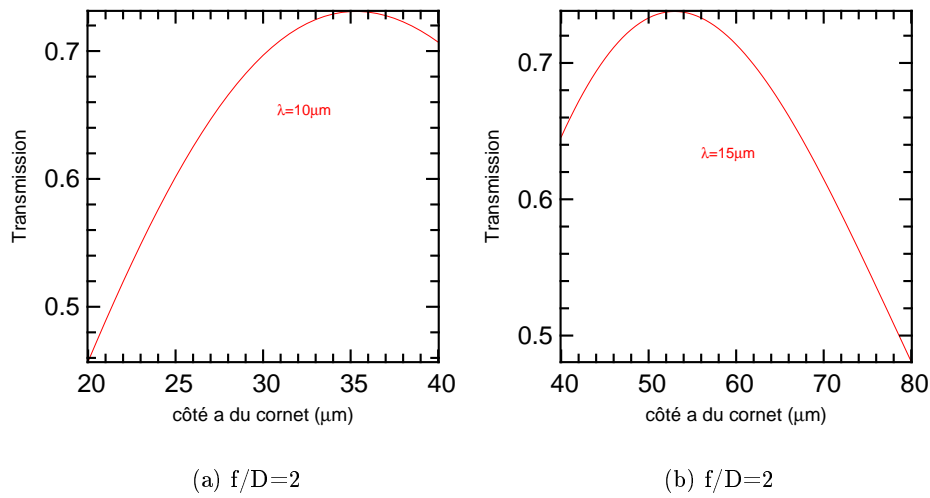 Transmission
0.7
0.6
0.5
λ=10µm
20 25 30 35 40
côté a du cornet (µm)
(a) f/D=2
Transmission
0.7
0.6
0.5
λ=15µm
40 50 60 70 80
côté a du cornet (µm)
(b) f/D=2